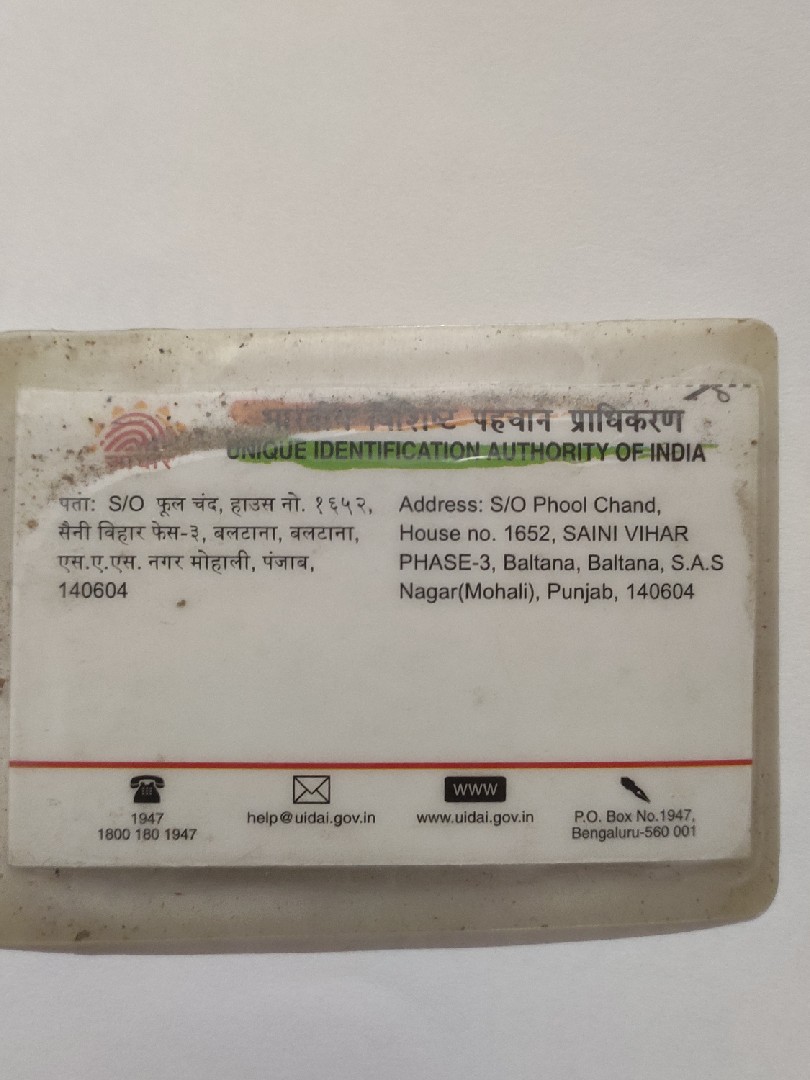 भारतीय विशिष्ट पहचान प्राधिकरण
UNIQUE IDENTIFICATION AUTHORITY OF INDIA
आधार
पता: S/O फूल चंद, हाउस नो. १६५२,
सैनी विहार फेस-३, बलटाना, बलटाना,
एस.ए.एस. नगर मोहाली, पंजाब,
140604
Address: S/O Phool Chand,
House no. 1652, SAINI VIHAR
PHASE-3, Baltana, Baltana, S.A.S
Nagar(Mohali), Punjab, 140604
1947
1800 180 1947
help@uidai.gov.in
WWW
www.uidai.gov.in
P.O. Box No.1947,
Bengaluru-560 001